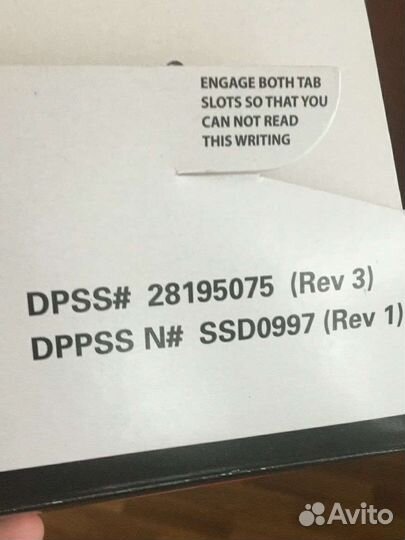 ENGAGE BOTH TAB
SLOTS SO THAT YOU
CAN NOT READ
THIS WRITING
DPSS# 28195075 (Rev 3)
DPPSS N# SSD0997 (Rev 1)
Avito